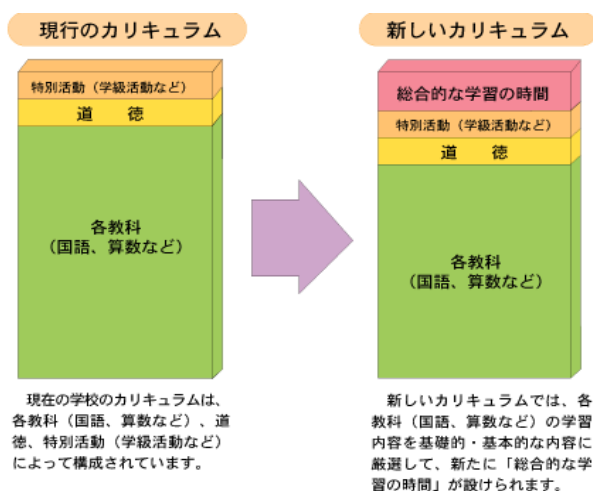 現行のカリキュラム
特別活動（学級活動など）
道　徳
各教科
（国語、算数など）
現在の学校のカリキュラムは、
各教科（国語、算数など）、道
徳、特別活動（学級活動など）
によって構成されています。
新しいカリキュラム
総合的な学習の時間
特別活動（学級活動など）
道　徳
各教科
（国語、算数など）
新しいカリキュラムでは、各
教科（国語、算数など）の学習
内容を基礎的・基本的な内容に
厳選して、新たに「総合的な学
習の時間」が設けられます。